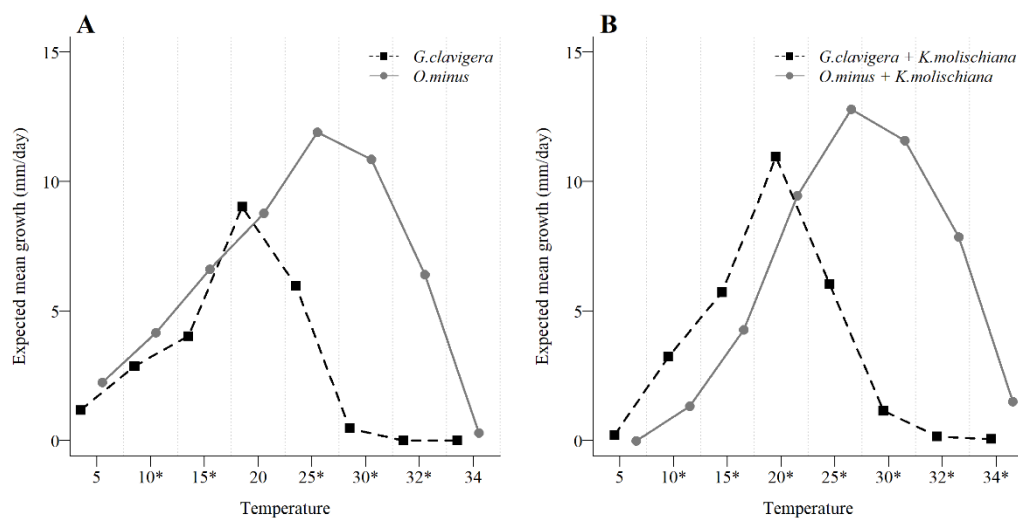 A
G.clavigera
O.minus
Expected mean growth (mm/day)
15
10
5
0
5 10* 15* 20 25* 30* 32* 34
Temperature
B
G.clavigera + K.molischiana
O.minus + K.molischiana
Expected mean growth (mm/day)
15
10
5
0
5 10* 15* 20* 25* 30* 32* 34*
Temperature